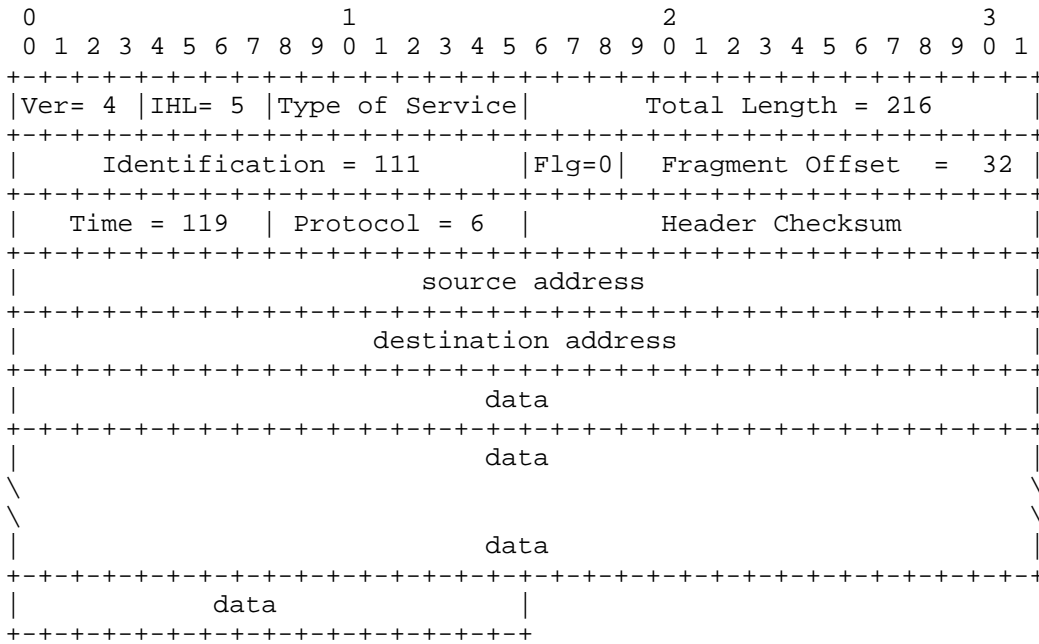 0                   1                   2                   3
0 1 2 3 4 5 6 7 8 9 0 1 2 3 4 5 6 7 8 9 0 1 2 3 4 5 6 7 8 9 0 1
+-+-+-+-+-+-+-+-+-+-+-+-+-+-+-+-+-+-+-+-+-+-+-+-+-+-+-+-+-+-+-+-+
|Ver= 4 |IHL= 5 |Type of Service|       Total Length = 216      |
+-+-+-+-+-+-+-+-+-+-+-+-+-+-+-+-+-+-+-+-+-+-+-+-+-+-+-+-+-+-+-+-+
|     Identification = 111      |Flg=0|  Fragment Offset  =  32 |
+-+-+-+-+-+-+-+-+-+-+-+-+-+-+-+-+-+-+-+-+-+-+-+-+-+-+-+-+-+-+-+-+
|   Time = 119  | Protocol = 6  |        Header Checksum        |
+-+-+-+-+-+-+-+-+-+-+-+-+-+-+-+-+-+-+-+-+-+-+-+-+-+-+-+-+-+-+-+-+
|                         source address                        |
+-+-+-+-+-+-+-+-+-+-+-+-+-+-+-+-+-+-+-+-+-+-+-+-+-+-+-+-+-+-+-+-+
|                      destination address                      |
+-+-+-+-+-+-+-+-+-+-+-+-+-+-+-+-+-+-+-+-+-+-+-+-+-+-+-+-+-+-+-+-+
|                             data                              |
+-+-+-+-+-+-+-+-+-+-+-+-+-+-+-+-+-+-+-+-+-+-+-+-+-+-+-+-+-+-+-+-+
|                             data                              |
\                                                               \
\                                                               \
|                             data                              |
+-+-+-+-+-+-+-+-+-+-+-+-+-+-+-+-+-+-+-+-+-+-+-+-+-+-+-+-+-+-+-+-+
|            data               |
+-+-+-+-+-+-+-+-+-+-+-+-+-+-+-+-+